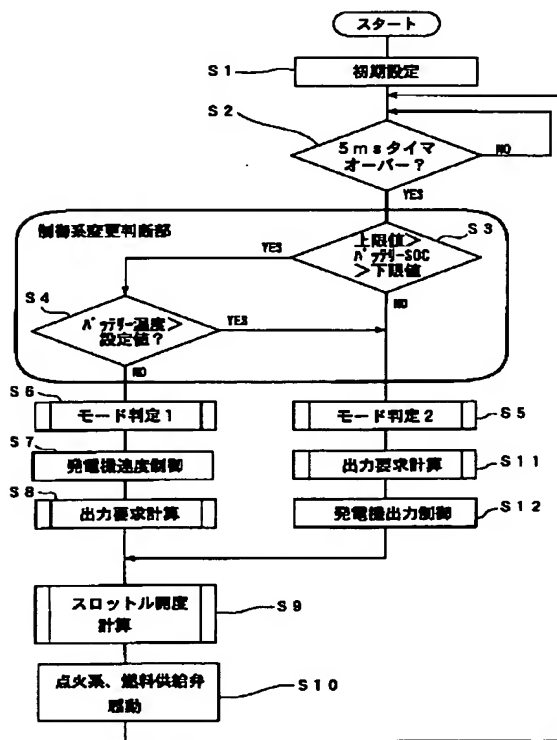 スタート
S1
初期設定
S2
5msタイマ
オーバー?
NO
YES
制御系変更判断部
YES
上限値>
バッテリーSOC
>下限値
S3
NO
S4
バッテリー温度>
設定値?
YES
NO
S6
モード判定1
モード判定2
S5
S7
発電機速度制御
出力要求計算
S11
S8
出力要求計算
発電機出力制御
S12
スロットル開度
計算
S9
点火系、燃料供給弁
感動
S10